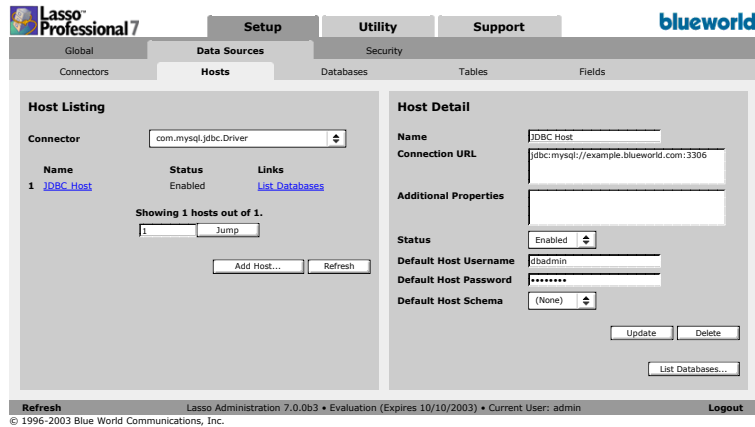 Lasso™
Professional 7
Setup Utility Support
blueworld
Global Data Sources Security
Connectors Hosts Databases Tables Fields
Host Listing
Connector com.mysql.jdbc.Driver
Name Status Links
1 JDBC Host Enabled List Databases
Showing 1 hosts out of 1.
1 Jump
Add Host... Refresh
Host Detail
Name JDBC Host
Connection URL jdbc:mysql://example.blueworld.com:3306
Additional Properties
Status Enabled
Default Host Username dbadmin
Default Host Password ••••••••
Default Host Schema (None)
Update Delete
List Databases...
Refresh Lasso Administration 7.0.0b3 • Evaluation (Expires 10/10/2003) • Current User: admin Logout
© 1996-2003 Blue World Communications, Inc.